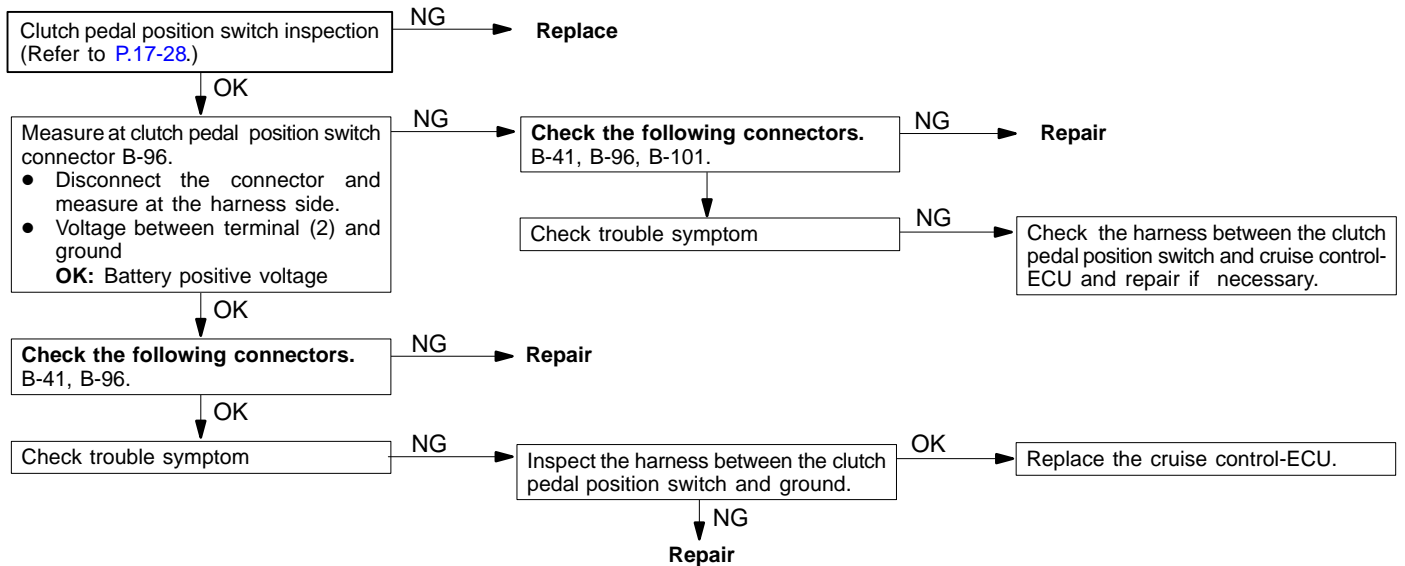 Clutch pedal position switch inspection
(Refer to P.17-28.)
NG
Replace
OK
Measure at clutch pedal position switch
connector B-96.
● Disconnect the connector and
measure at the harness side.
● Voltage between terminal (2) and
ground
OK: Battery positive voltage
NG
Check the following connectors.
B-41, B-96, B-101.
NG
Repair
Check trouble symptom
NG
Check the harness between the clutch
pedal position switch and cruise control-
ECU and repair if necessary.
OK
Check the following connectors.
B-41, B-96.
NG
Repair
OK
Check trouble symptom
NG
Inspect the harness between the clutch
pedal position switch and ground.
OK
Replace the cruise control-ECU.
NG
Repair